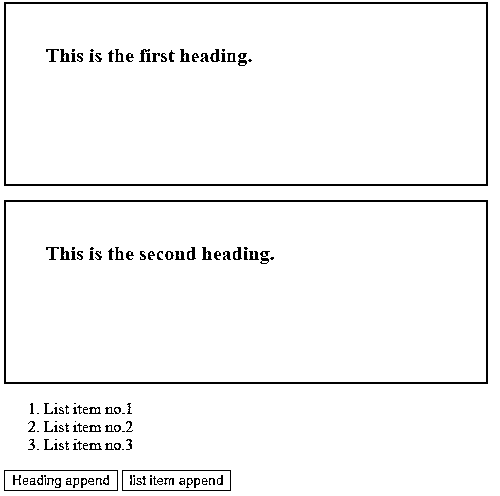 This is the first heading.
This is the second heading.
1. List item no.1
2. List item no.2
3. List item no.3
Heading append list item append